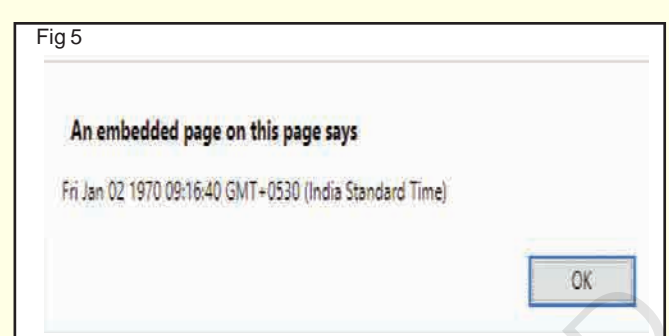 Fig 5
An embedded page on this page says
Fri Jan 02 1970 09:16:40 GMT+0530 (India Standard Time)
OK